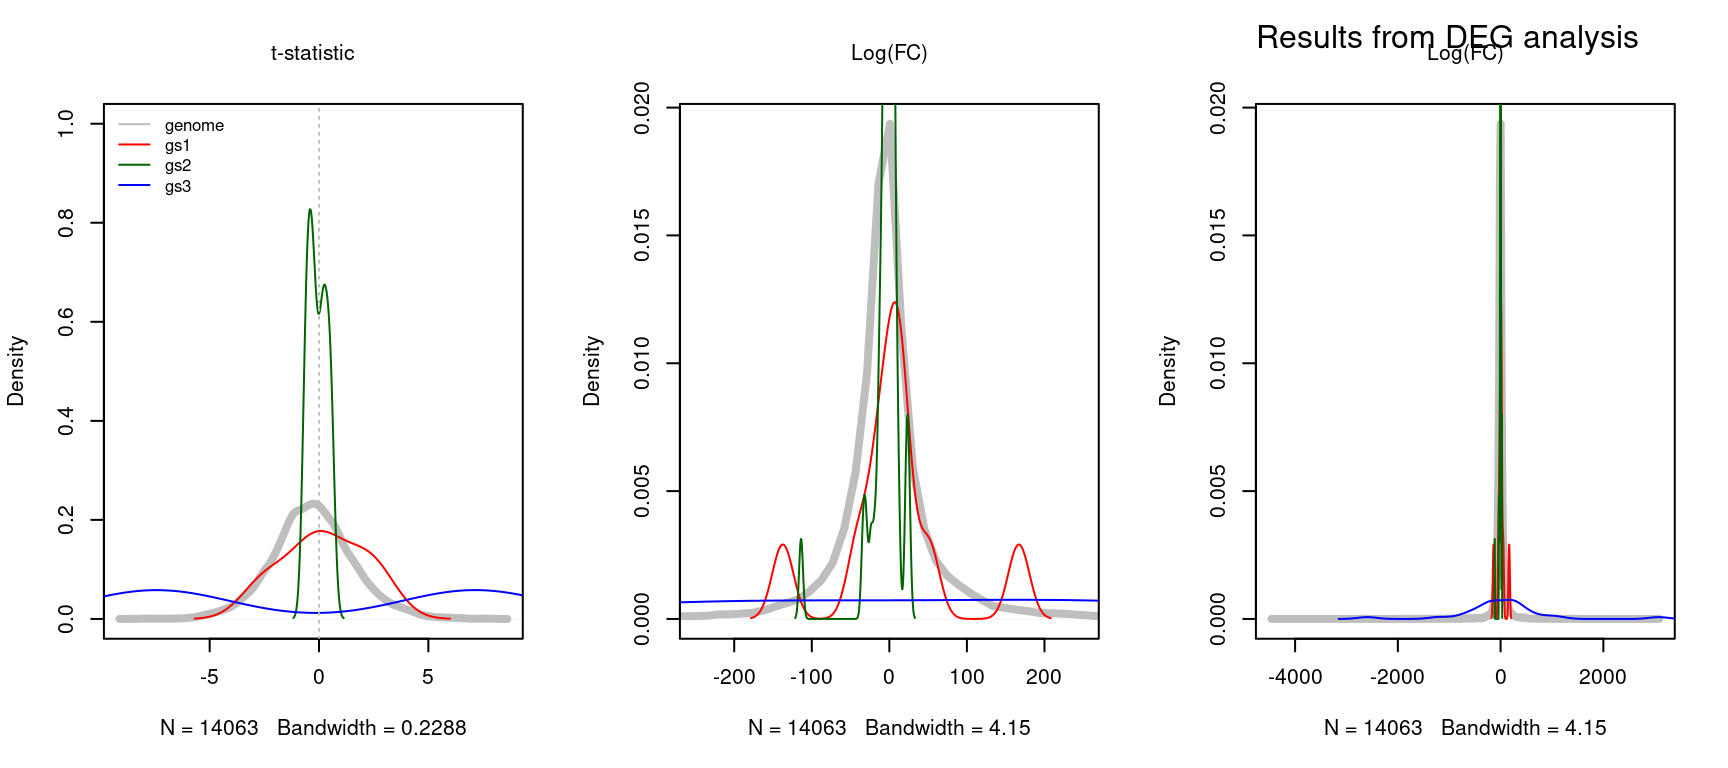 Results from DEG analysis
t-statistic
Log(FC)
Log(FC)
Density
0.0 0.2 0.4 0.6 0.8 1.0
genome
gs1
gs2
gs3
-5 0 5
N = 14063 Bandwidth = 0.2288
Density
0.000 0.005 0.010 0.015 0.020
-200 -100 0 100 200
N = 14063 Bandwidth = 4.15
Density
0.000 0.005 0.010 0.015 0.020
-4000 -2000 0 2000
N = 14063 Bandwidth = 4.15